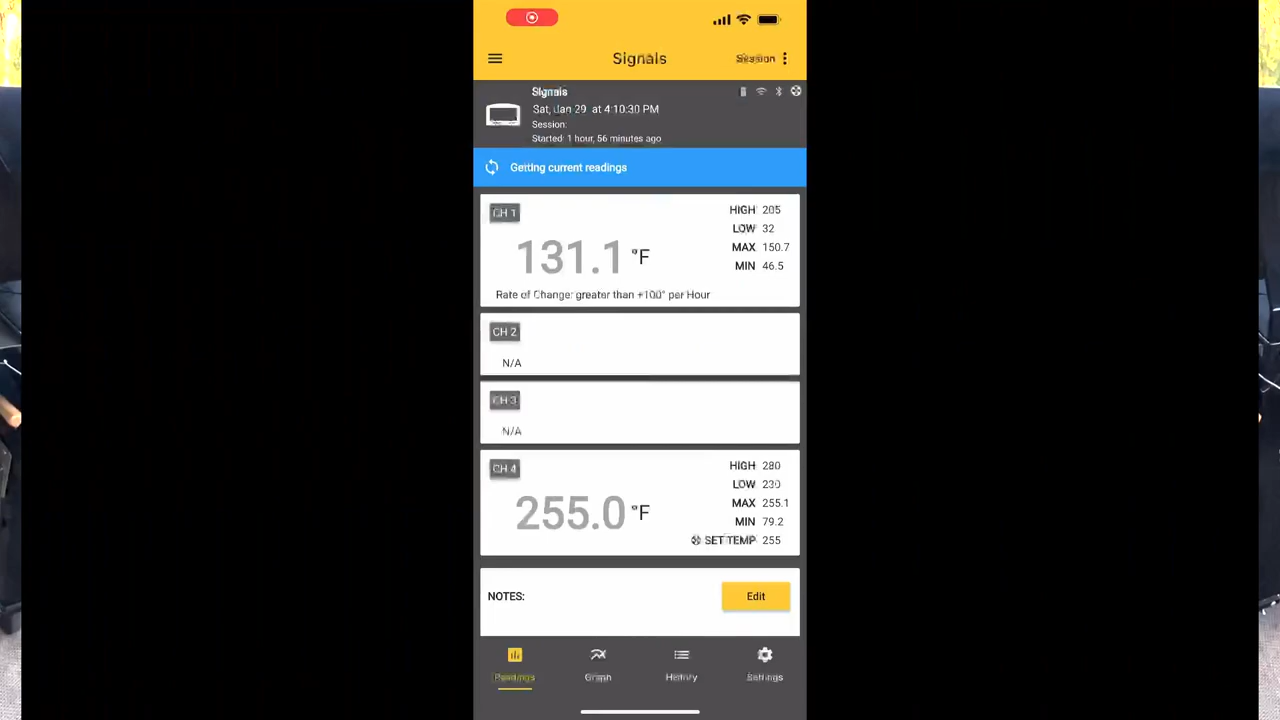 Signals
Session
Signals
Sat, Jan 29 at 4:10:30 PM
Session:
Started: 1 hour, 56 minutes ago
Getting current readings
CH 1
131.1 °F
HIGH 205
LOW 32
MAX 150.7
MIN 46.5
Rate of Change: greater than +100° per Hour
CH 2
N/A
CH 3
N/A
CH 4
255.0 °F
HIGH 280
LOW 230
MAX 255.1
MIN 79.2
SET TEMP 255
NOTES:
Edit
Readings
Graph
History
Settings